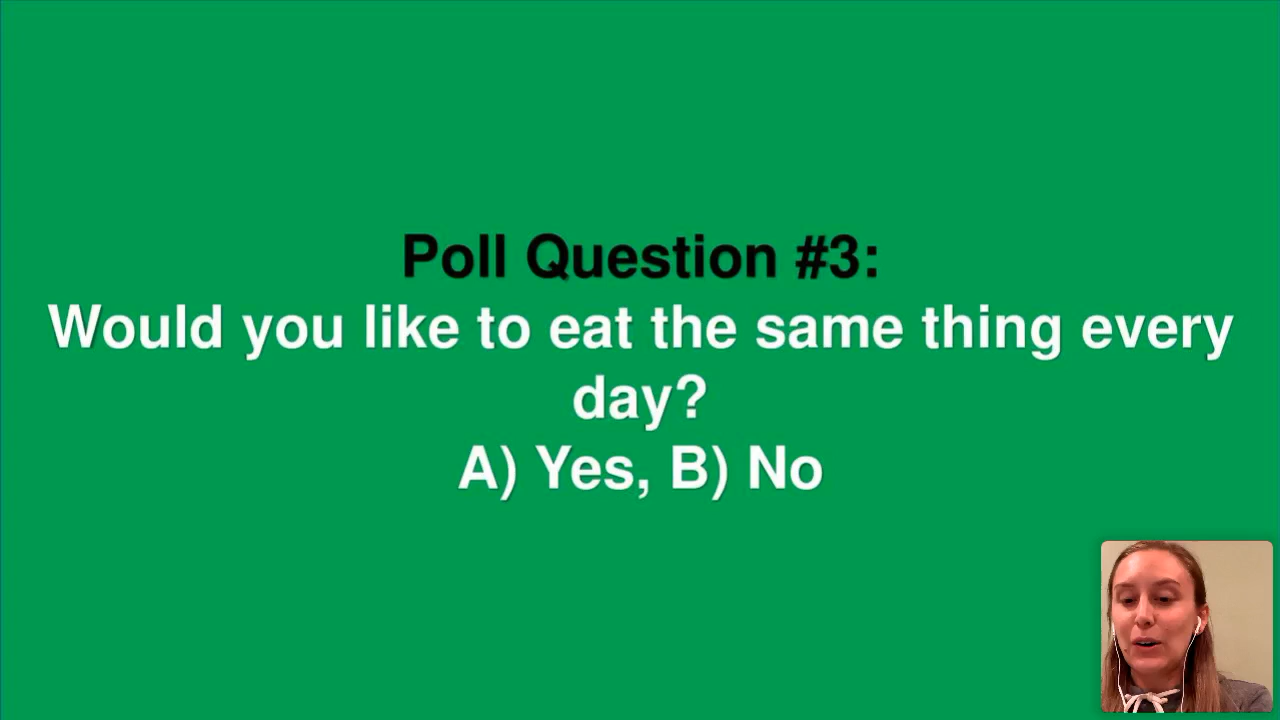 Poll Question #3:
Would you like to eat the same thing every
day?
A) Yes, B) No